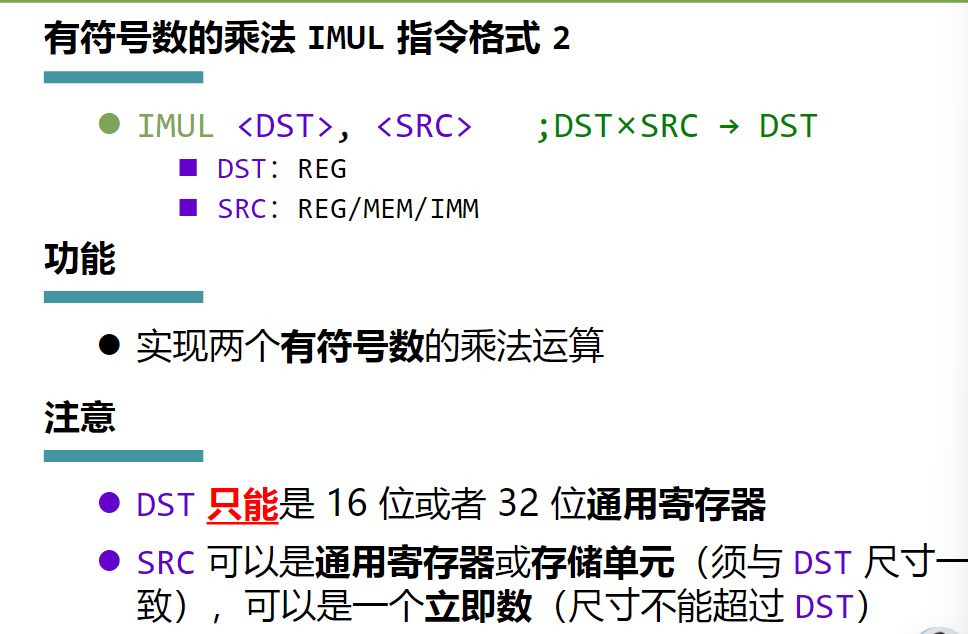 有符号数的乘法 IMUL 指令格式 2
IMUL <DST>, <SRC> ;DST×SRC → DST
DST: REG
SRC: REG/MEM/IMM
功能
实现两个有符号数的乘法运算
注意
DST 只能是 16 位或者 32 位通用寄存器
SRC 可以是通用寄存器或存储单元（须与 DST 尺寸一
致），可以是一个立即数（尺寸不能超过 DST）